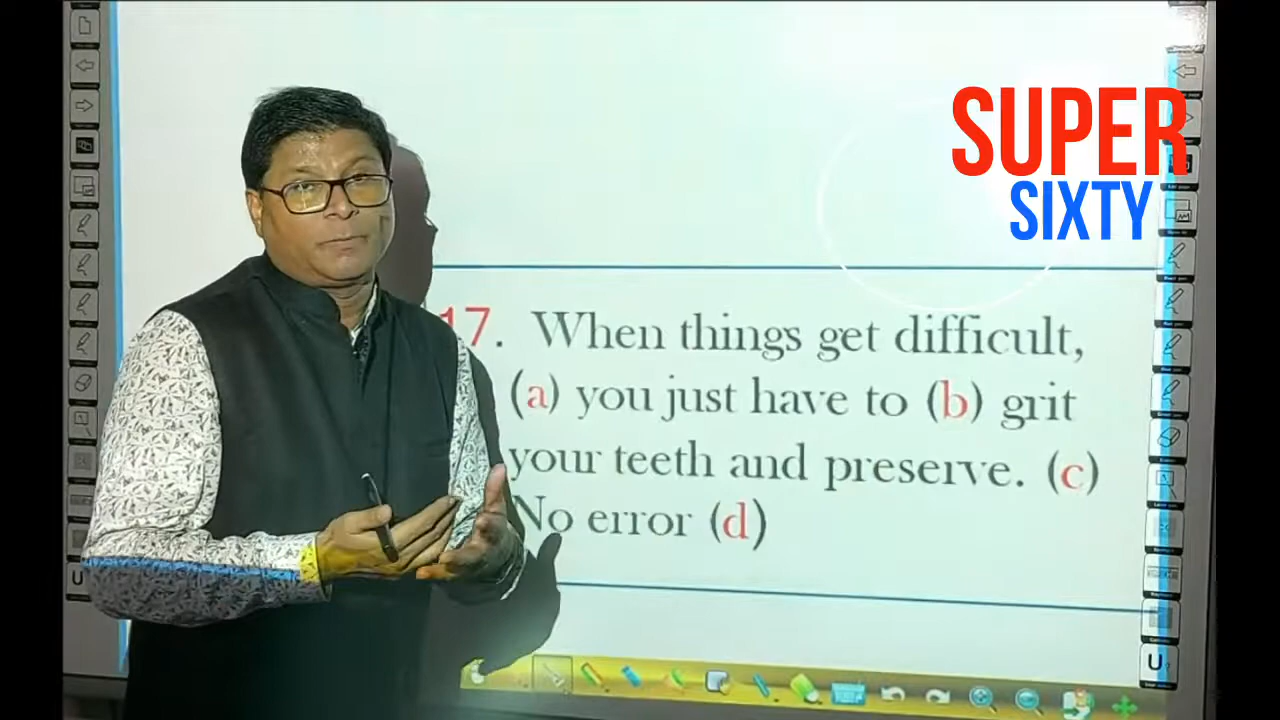 SUPER
SIXTY
17. When things get difficult,
(a) you just have to (b) grit
your teeth and preserve. (c)
No error (d)
U
U